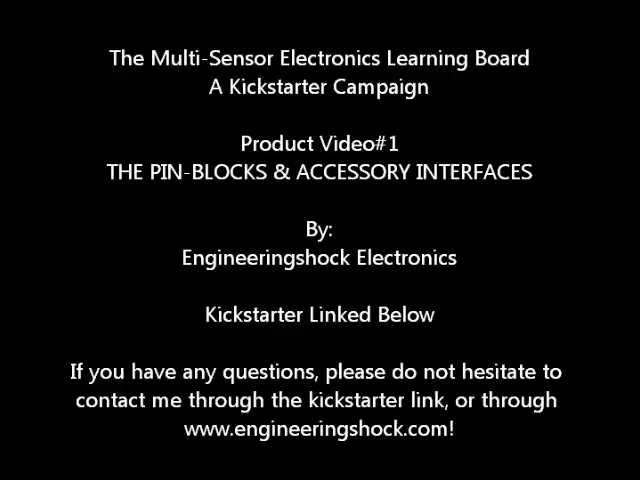 The Multi-Sensor Electronics Learning Board
A Kickstarter Campaign
Product Video#1
THE PIN-BLOCKS & ACCESSORY INTERFACES
By:
Engineeringshock Electronics
Kickstarter Linked Below
If you have any questions, please do not hesitate to
contact me through the kickstarter link, or through
www.engineeringshock.com!